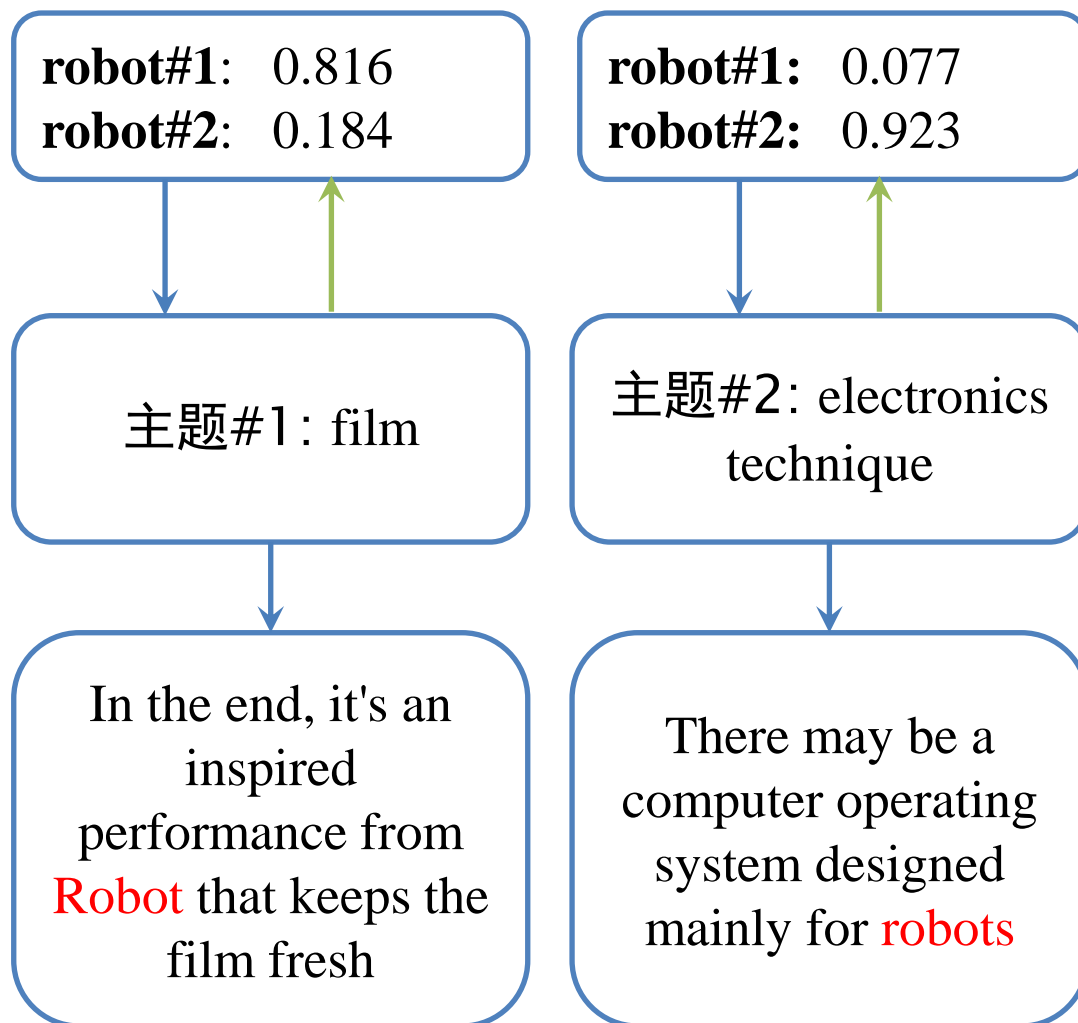 robot#1: 0.816
robot#2: 0.184
robot#1: 0.077
robot#2: 0.923
主题#1: film
主题#2: electronics
technique
In the end, it's an
inspired
performance from
Robot that keeps the
film fresh
There may be a
computer operating
system designed
mainly for robots